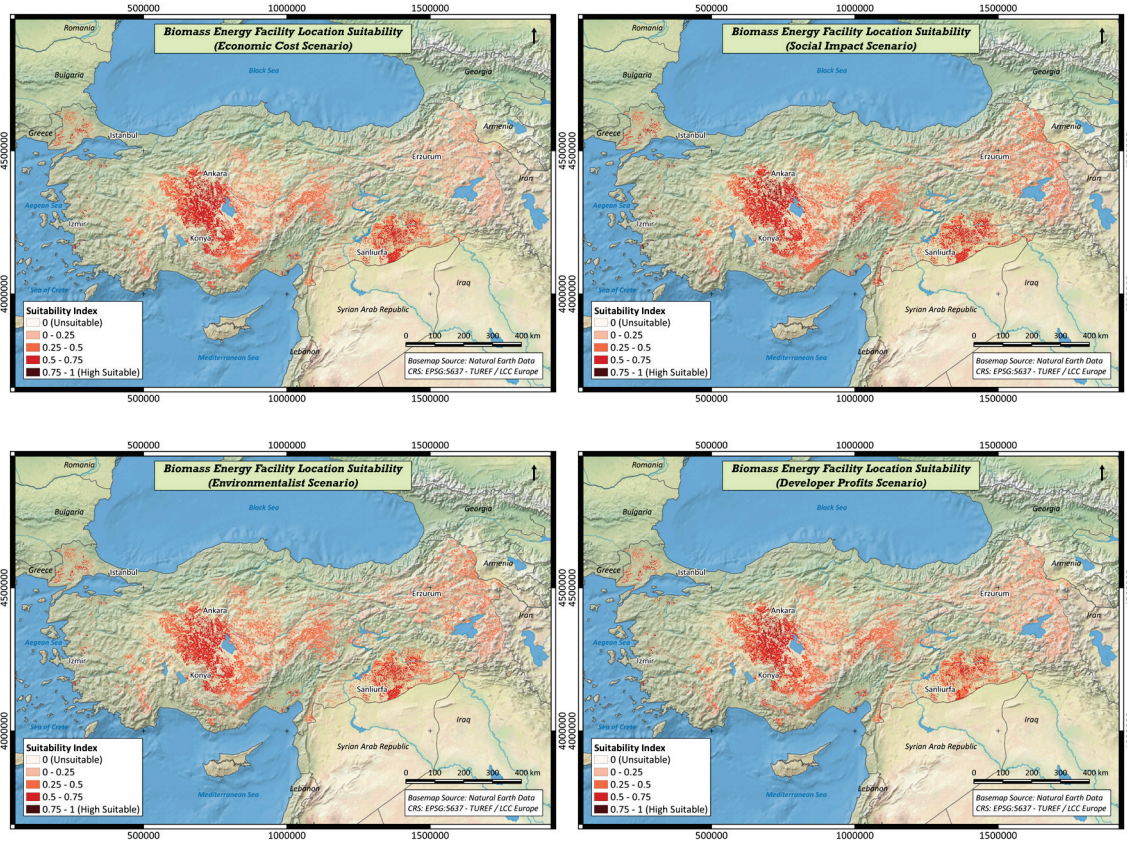 500000 1000000 1500000
Biomass Energy Facility Location Suitability
(Economic Cost Scenario)
Romania
Bulgaria
Black Sea
Georgia
Greece
Istanbul
Armenia
4500000
Erzurum
Ankara
Iran
Aegean Sea
Izmir
Konya
Sanliurfa
Sea of Crete
4000000
Iraq
Syrian Arab Republic
Lebanon
Mediterranean Sea
Suitability Index
0 (Unsuitable)
0 - 0.25
0.25 - 0.5
0.5 - 0.75
0.75 - 1 (High Suitable)
0 100 200 300 400 km
Basemap Source: Natural Earth Data
CRS: EPSG:5637 - TUREF / LCC Europe
500000 1000000 1500000
500000 1000000 1500000
Biomass Energy Facility Location Suitability
(Social Impact Scenario)
Romania
Bulgaria
Black Sea
Georgia
Greece
Istanbul
Armenia
4500000
Erzurum
Ankara
Iran
Aegean Sea
Izmir
Konya
Sanliurfa
Sea of Crete
4000000
Iraq
Syrian Arab Republic
Lebanon
Mediterranean Sea
Suitability Index
0 (Unsuitable)
0 - 0.25
0.25 - 0.5
0.5 - 0.75
0.75 - 1 (High Suitable)
0 100 200 300 400 km
Basemap Source: Natural Earth Data
CRS: EPSG:5637 - TUREF / LCC Europe
500000 1000000 1500000
500000 1000000 1500000
Biomass Energy Facility Location Suitability
(Environmentalist Scenario)
Romania
Bulgaria
Black Sea
Georgia
Greece
Istanbul
Armenia
4500000
Erzurum
Ankara
Iran
Aegean Sea
Izmir
Konya
Sanliurfa
Sea of Crete
4000000
Iraq
Syrian Arab Republic
Lebanon
Mediterranean Sea
Suitability Index
0 (Unsuitable)
0 - 0.25
0.25 - 0.5
0.5 - 0.75
0.75 - 1 (High Suitable)
0 100 200 300 400 km
Basemap Source: Natural Earth Data
CRS: EPSG:5637 - TUREF / LCC Europe
500000 1000000 1500000
500000 1000000 1500000
Biomass Energy Facility Location Suitability
(Developer Profits Scenario)
Romania
Bulgaria
Black Sea
Georgia
Greece
Istanbul
Armenia
4500000
Erzurum
Ankara
Iran
Aegean Sea
Izmir
Konya
Sanliurfa
Sea of Crete
4000000
Iraq
Syrian Arab Republic
Lebanon
Mediterranean Sea
Suitability Index
0 (Unsuitable)
0 - 0.25
0.25 - 0.5
0.5 - 0.75
0.75 - 1 (High Suitable)
0 100 200 300 400 km
Basemap Source: Natural Earth Data
CRS: EPSG:5637 - TUREF / LCC Europe
500000 1000000 1500000